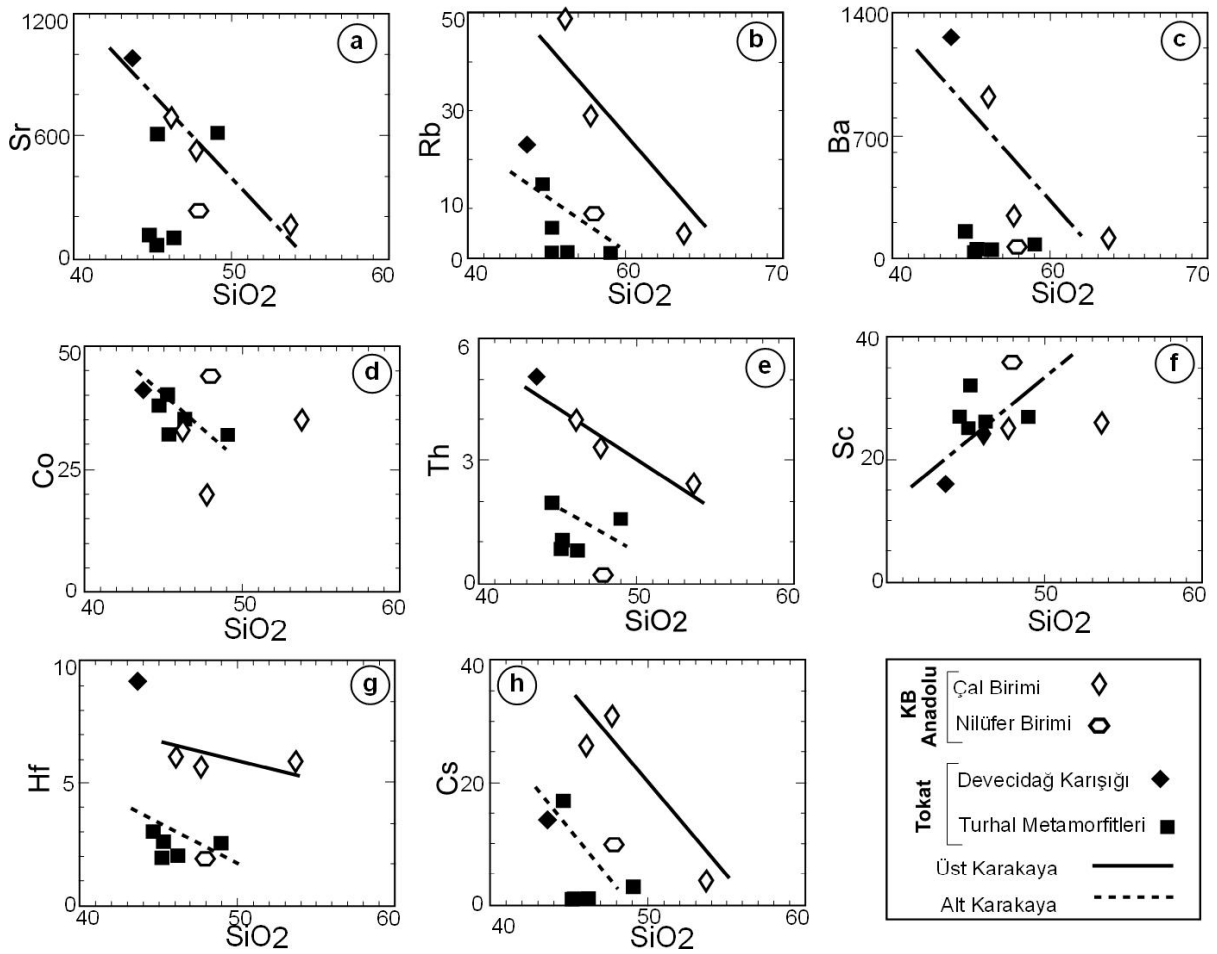 a
Sr
1200
600
0
40
50
60
SiO2
b
Rb
50
30
10
0
40
60
70
SiO2
c
Ba
1400
700
0
40
60
70
SiO2
d
Co
50
25
0
40
50
60
SiO2
e
Th
6
3
0
40
50
60
SiO2
f
Sc
40
20
0
50
60
SiO2
g
Hf
10
5
0
40
50
60
SiO2
h
Cs
40
20
0
40
50
60
SiO2
KB Anadolu
Çal Birimi
Nilüfer Birimi
Tokat
Devecidağ Karışığı
Turhal Metamorfitleri
Üst Karakaya
Alt Karakaya